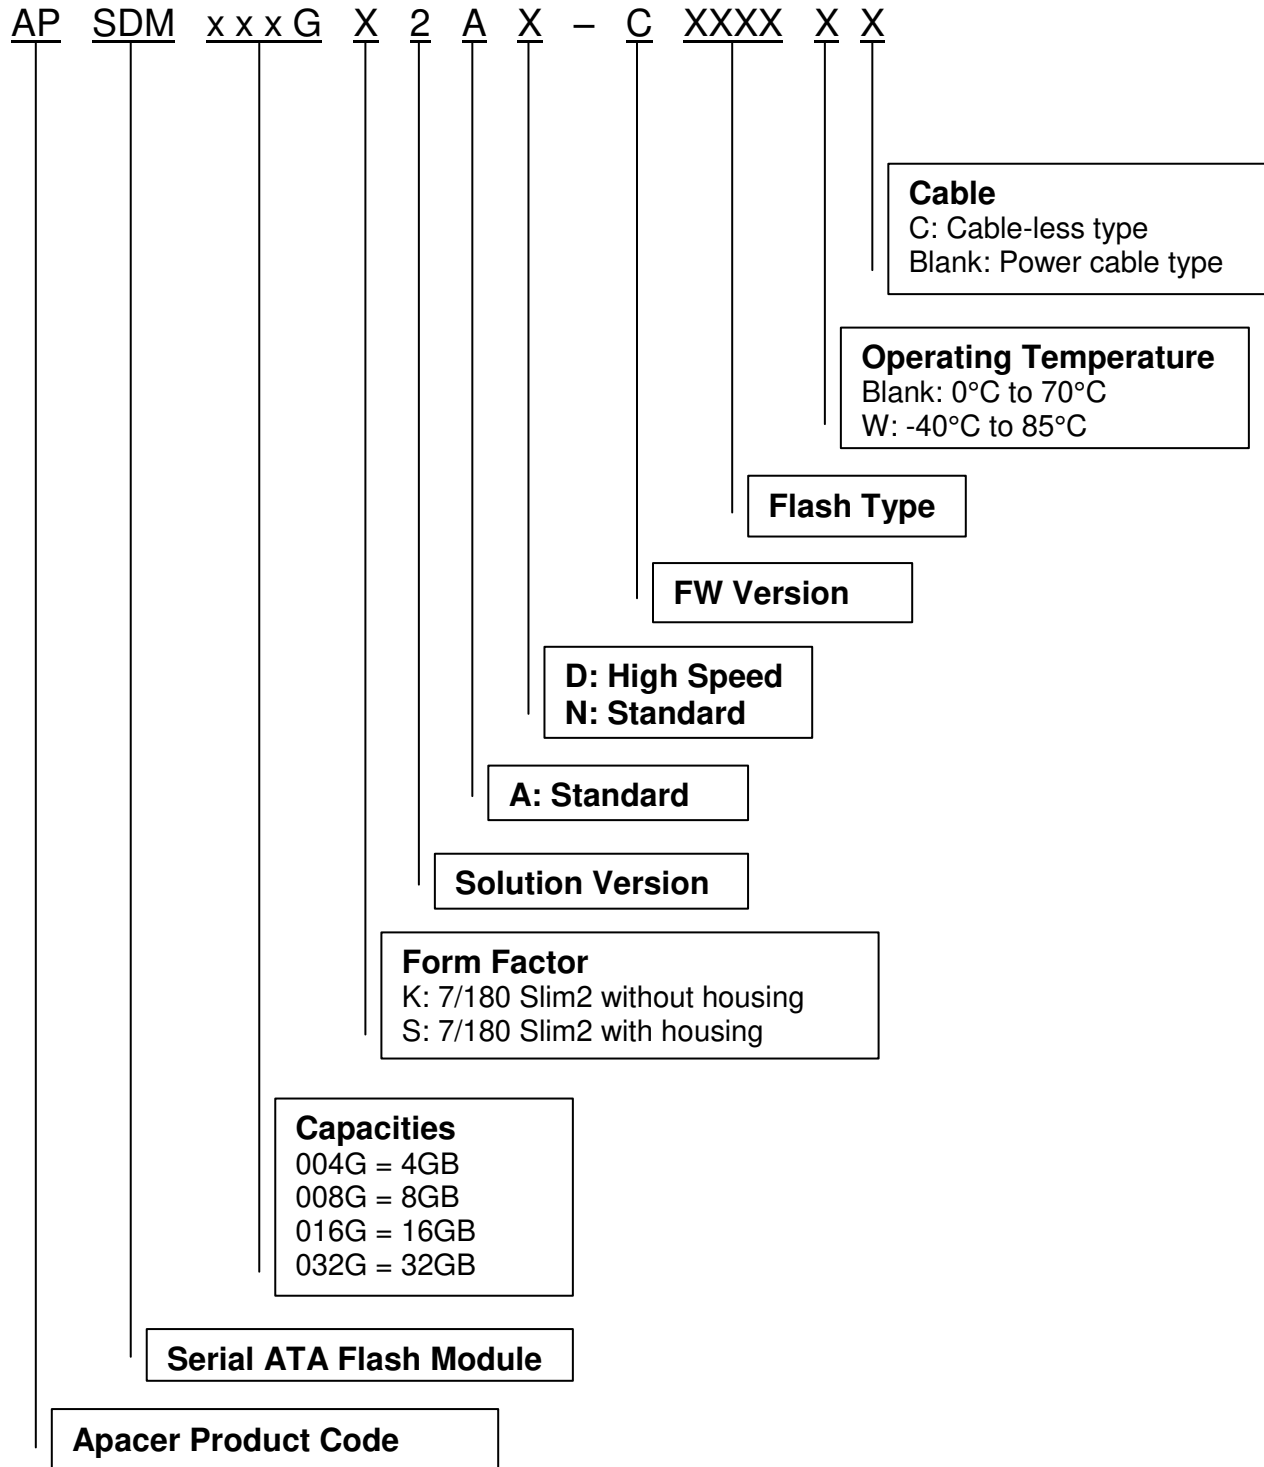 AP SDM x x x G X 2 A X – C XXXX X X
Cable
C: Cable-less type
Blank: Power cable type
Operating Temperature
Blank: 0°C to 70°C
W: -40°C to 85°C
Flash Type
FW Version
D: High Speed
N: Standard
A: Standard
Solution Version
Form Factor
K: 7/180 Slim2 without housing
S: 7/180 Slim2 with housing
Capacities
004G = 4GB
008G = 8GB
016G = 16GB
032G = 32GB
Serial ATA Flash Module
Apacer Product Code